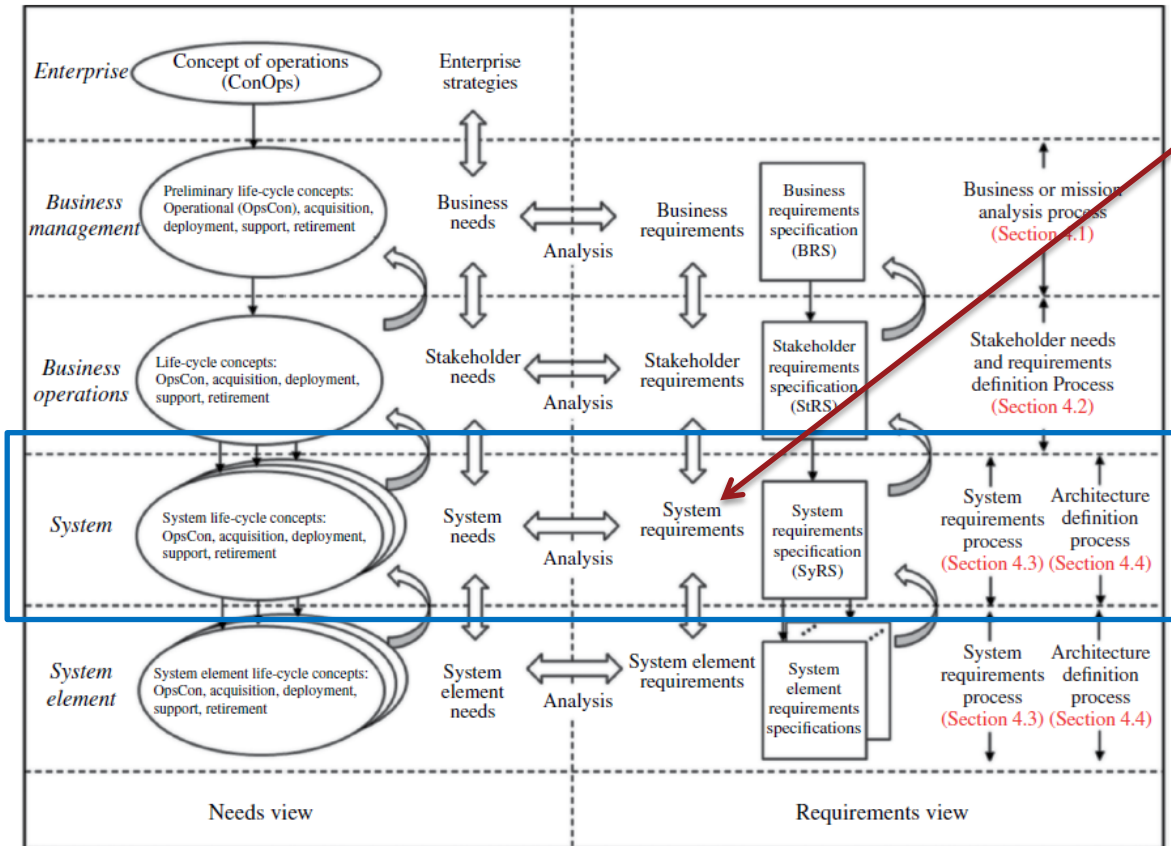 Enterprise
Concept of operations
(ConOps)
Enterprise
strategies
Business
management
Preliminary life-cycle concepts:
Operational (OpsCon), acquisition,
deployment, support, retirement
Business
needs
Analysis
Business
requirements
Business
requirements
specification
(BRS)
Business or mission
analysis process
(Section 4.1)
Business
operations
Life-cycle concepts:
OpsCon, acquisition, deployment,
support, retirement
Stakeholder
needs
Analysis
Stakeholder
requirements
Stakeholder
requirements
specification
(StRS)
Stakeholder needs
and requirements
definition Process
(Section 4.2)
System
System life-cycle concepts:
OpsCon, acquisition, deployment,
support, retirement
System
needs
Analysis
System
requirements
System
requirements
specification
(SyRS)
System
requirements
process
(Section 4.3)
Architecture
definition
process
(Section 4.4)
System
element
System element life-cycle concepts:
OpsCon, acquisition, deployment,
support, retirement
System
element
needs
Analysis
System element
requirements
System
element
requirements
specifications
System
requirements
process
(Section 4.3)
Architecture
definition
process
(Section 4.4)
Needs view
Requirements view